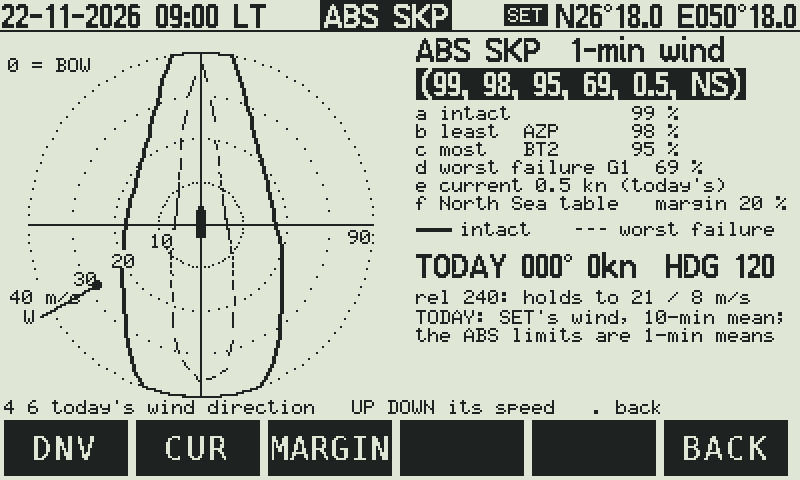 22-11-2026 09:00 LT ABS SKP SET N26°18.0 E050°18.0
0 = BOW
ABS SKP 1-min wind
(99, 98, 95, 69, 0.5, NS)
a intact 99 %
b least AZP 98 %
c most BT2 95 %
d worst failure G1 69 %
e current 0.5 kn (today's)
f North Sea table margin 20 %
intact --- worst failure
90
10
20
30
40 m/s
W
TODAY 000° 0kn HDG 120
rel 240: holds to 21 / 8 m/s
TODAY: SET's wind, 10-min mean;
the ABS limits are 1-min means
4 6 today's wind direction UP DOWN its speed . back
DNV CUR MARGIN BACK